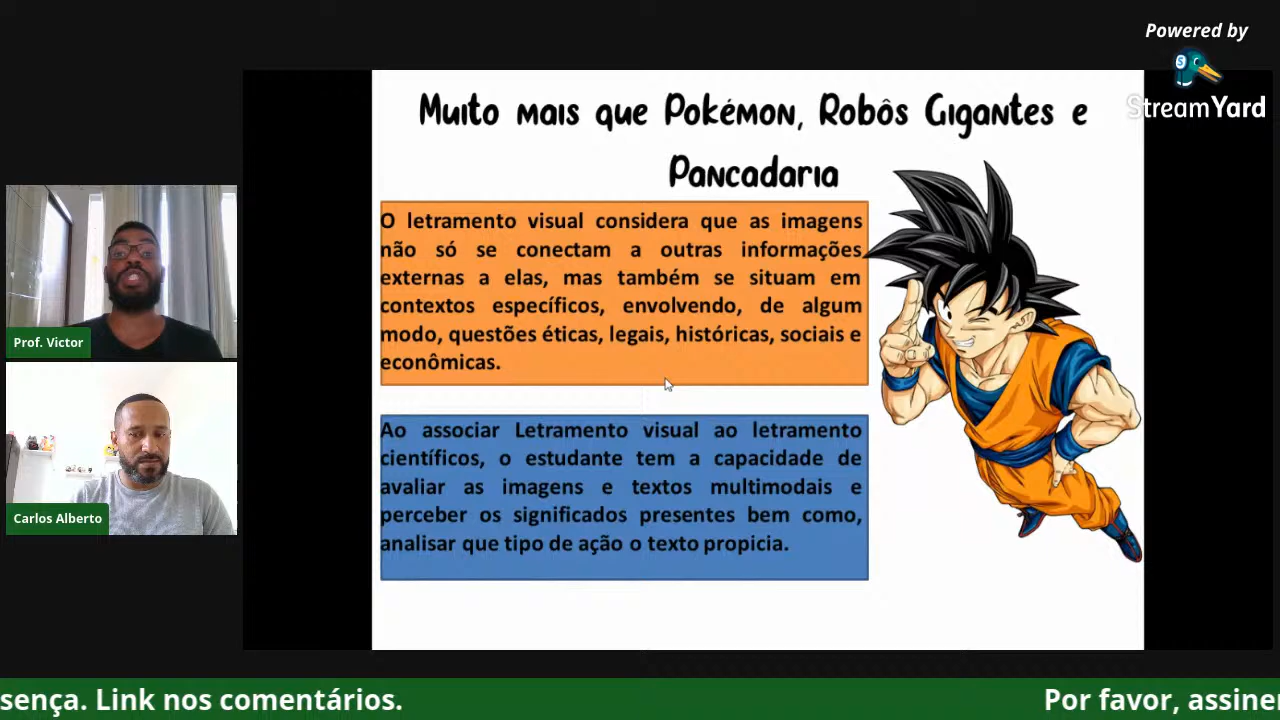 Powered by
StreamYard
Muito mais que Pokémon, Robôs Gigantes e
Pancadaria
O letramento visual considera que as imagens
não só se conectam a outras informações
externas a elas, mas também se situam em
contextos específicos, envolvendo, de algum
modo, questões éticas, legais, históricas, sociais e
econômicas.
Ao associar Letramento visual ao letramento
científicos, o estudante tem a capacidade de
avaliar as imagens e textos multimodais e
perceber os significados presentes bem como,
analisar que tipo de ação o texto propicia.
Prof. Victor
Carlos Alberto
sença. Link nos comentários.
Por favor, assine